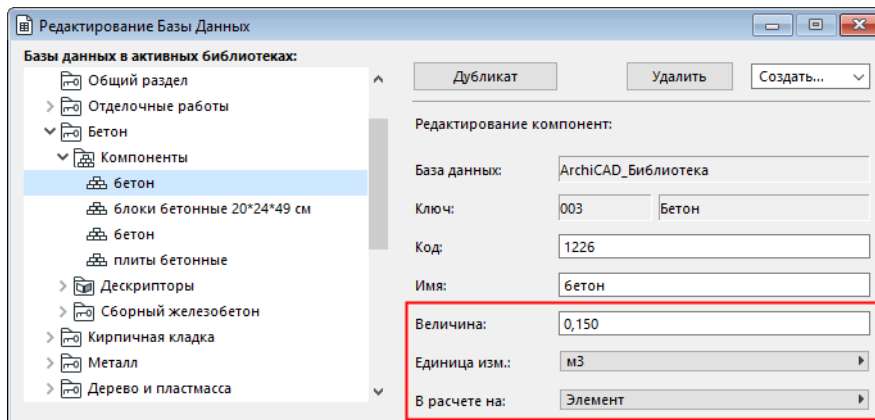 Редактирование Базы Данных
Базы данных в активных библиотеках:
Общий раздел
Отделочные работы
Бетон
Компоненты
бетон
блоки бетонные 20*24*49 см
бетон
плиты бетонные
Дескрипторы
Сборный железобетон
Кирпичная кладка
Металл
Дерево и пластмасса
Дубликат Удалить Создать...
Редактирование компонент:
База данных: ArchiCAD_Библиотека
Ключ: 003 Бетон
Код: 1226
Имя: бетон
Величина: 0,150
Единица изм.: м3
В расчете на: Элемент